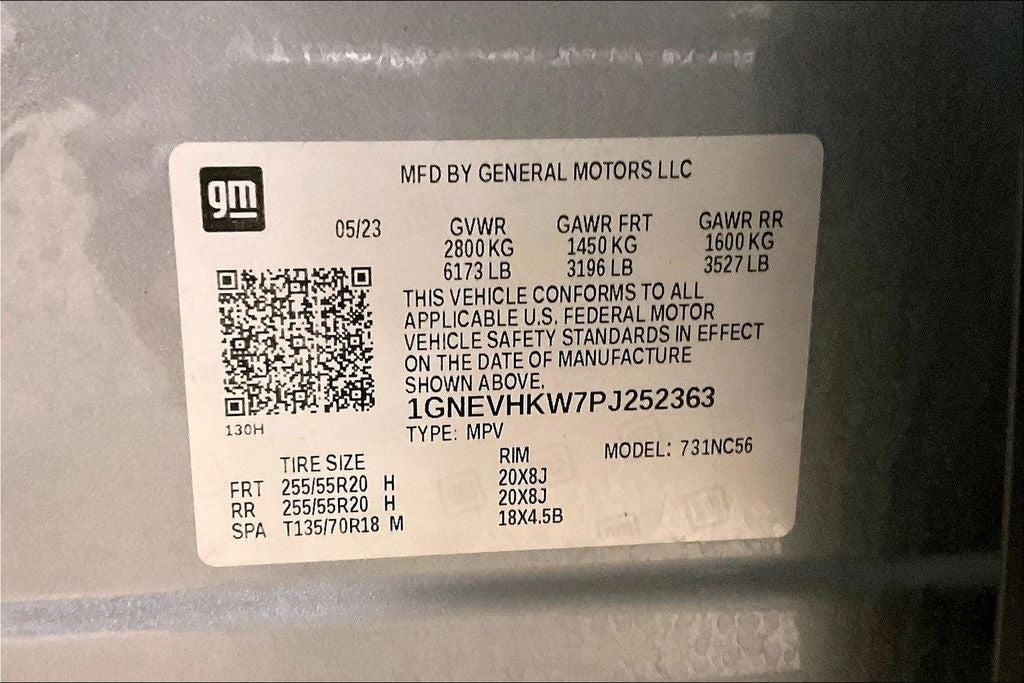 gm
MFD BY GENERAL MOTORS LLC
05/23 GVWR GAWR FRT GAWR RR
2800 KG 1450 KG 1600 KG
6173 LB 3196 LB 3527 LB
THIS VEHICLE CONFORMS TO ALL
APPLICABLE U.S. FEDERAL MOTOR
VEHICLE SAFETY STANDARDS IN EFFECT
ON THE DATE OF MANUFACTURE
SHOWN ABOVE.
1GNEVHKW7PJ252363
130H
TYPE: MPV
MODEL: 731NC56
TIRE SIZE RIM
FRT 255/55R20 H 20X8J
RR 255/55R20 H 20X8J
SPA T135/70R18 M 18X4.5B